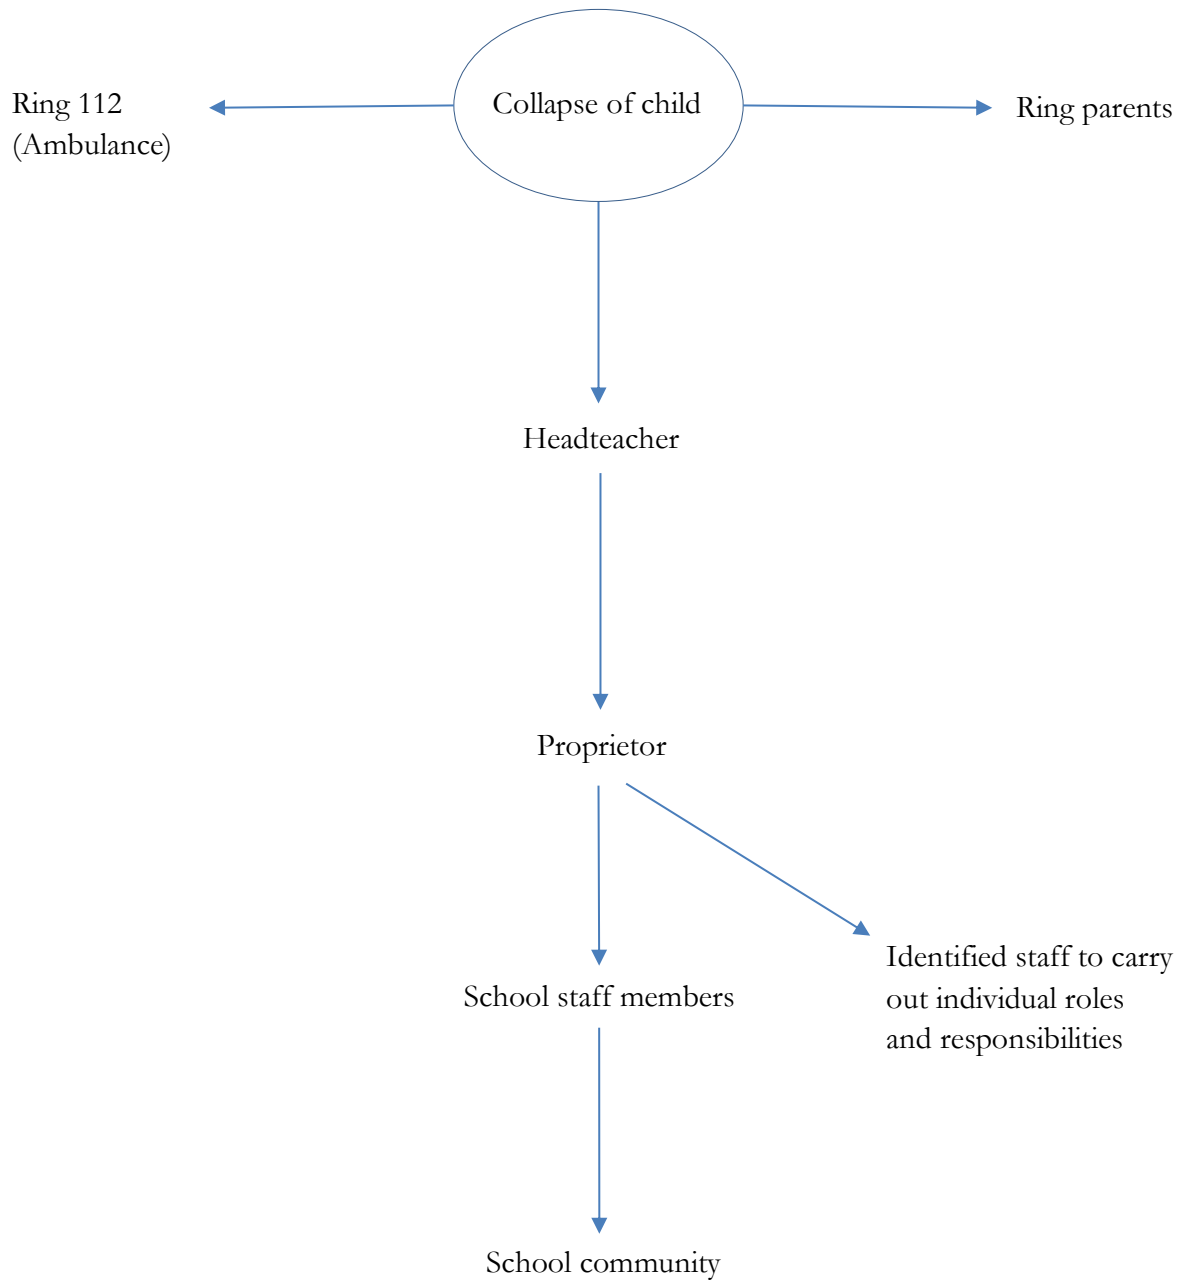 Ring 112
(Ambulance)
Collapse of child
Ring parents
Headteacher
Proprietor
School staff members
Identified staff to carry
out individual roles
and responsibilities
School community